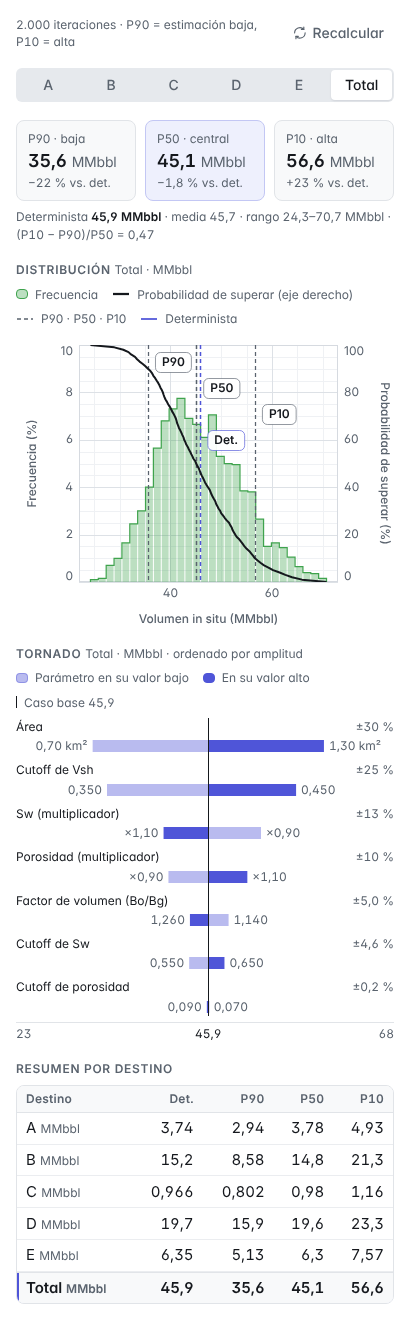 2.000 iteraciones · P90 = estimación baja,
P10 = alta
Recalcular
A B C D E Total
P90 · baja
35,6 MMbbl
−22 % vs. det.
P50 · central
45,1 MMbbl
−1,8 % vs. det.
P10 · alta
56,6 MMbbl
+23 % vs. det.
Determinista 45,9 MMbbl · media 45,7 · rango 24,3–70,7 MMbbl ·
(P10 − P90)/P50 = 0,47
DISTRIBUCIÓN Total · MMbbl
Frecuencia Probabilidad de superar (eje derecho)
P90 · P50 · P10 Determinista
10 100
P90
8 80
P50
P10
6 60
Det.
4 40
2 20
0 0
Frecuencia (%)
Probabilidad de superar (%)
40 60
Volumen in situ (MMbbl)
TORNADO Total · MMbbl · ordenado por amplitud
Parámetro en su valor bajo En su valor alto
Caso base 45,9
Área ±30 %
0,70 km² 1,30 km²
Cutoff de Vsh ±25 %
0,350 0,450
Sw (multiplicador) ±13 %
×1,10 ×0,90
Porosidad (multiplicador) ±10 %
×0,90 ×1,10
Factor de volumen (Bo/Bg) ±5,0 %
1,260 1,140
Cutoff de Sw ±4,6 %
0,550 0,650
Cutoff de porosidad ±0,2 %
0,090 0,070
23 45,9 68
RESUMEN POR DESTINO
Destino Det. P90 P50 P10
A MMbbl 3,74 2,94 3,78 4,93
B MMbbl 15,2 8,58 14,8 21,3
C MMbbl 0,966 0,802 0,98 1,16
D MMbbl 19,7 15,9 19,6 23,3
E MMbbl 6,35 5,13 6,3 7,57
Total MMbbl 45,9 35,6 45,1 56,6